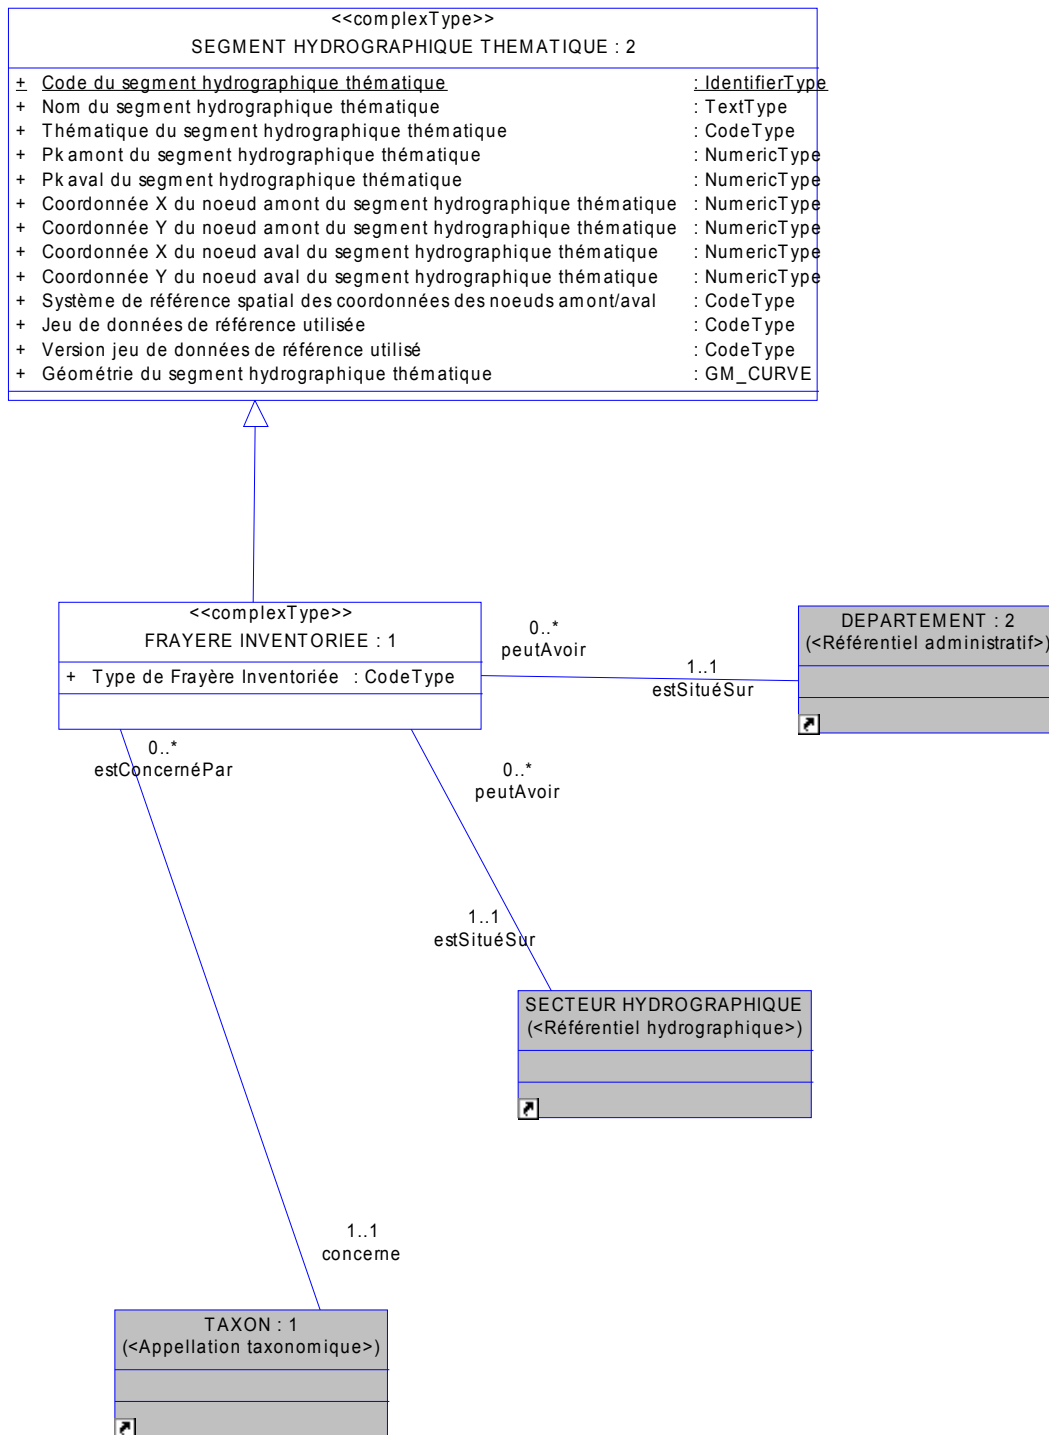 <<complexType>>
SEGMENT HYDROGRAPHIQUE THEMATIQUE : 2
+ Code du segment hydrographique thématique : IdentifierType
+ Nom du segment hydrographique thématique : TextType
+ Thématique du segment hydrographique thématique : CodeType
+ Pk amont du segment hydrographique thématique : NumericType
+ Pk aval du segment hydrographique thématique : NumericType
+ Coordonnée X du noeud amont du segment hydrographique thématique : NumericType
+ Coordonnée Y du noeud amont du segment hydrographique thématique : NumericType
+ Coordonnée X du noeud aval du segment hydrographique thématique : NumericType
+ Coordonnée Y du noeud aval du segment hydrographique thématique : NumericType
+ Système de référence spatial des coordonnées des noeuds amont/aval : CodeType
+ Jeu de données de référence utilisée : CodeType
+ Version jeu de données de référence utilisé : CodeType
+ Géométrie du segment hydrographique thématique : GM_CURVE
<<complexType>>
FRAYERE INVENTORIEE : 1
+ Type de Frayère Inventoriée : CodeType
0..*
peutAvoir
1..1
estSituéSur
DEPARTEMENT : 2
(<Référentiel administratif>)
0..*
estConcernéPar
0..*
peutAvoir
1..1
estSituéSur
SECTEUR HYDROGRAPHIQUE
(<Référentiel hydrographique>)
1..1
concerne
TAXON : 1
(<Appellation taxonomique>)